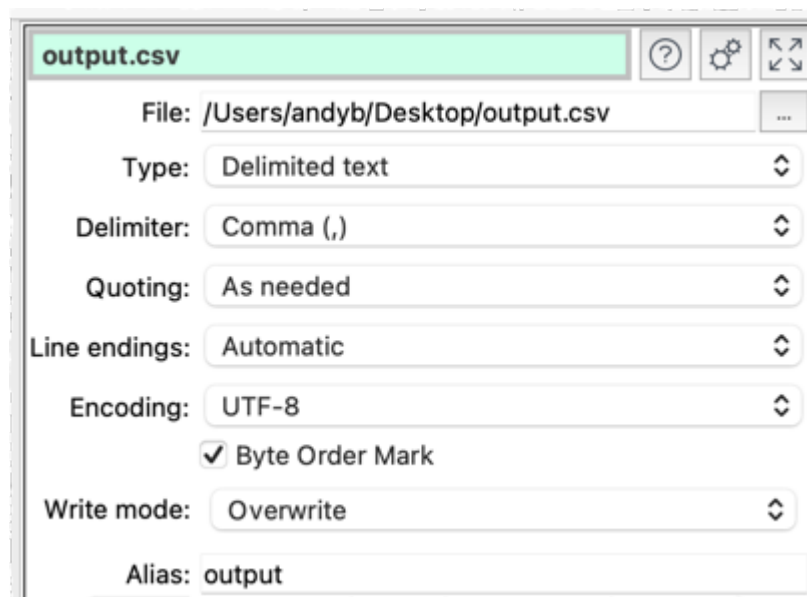 output.csv
File: /Users/andyb/Desktop/output.csv ...
Type: Delimited text
Delimiter: Comma (,)
Quoting: As needed
Line endings: Automatic
Encoding: UTF-8
Byte Order Mark
Write mode: Overwrite
Alias: output